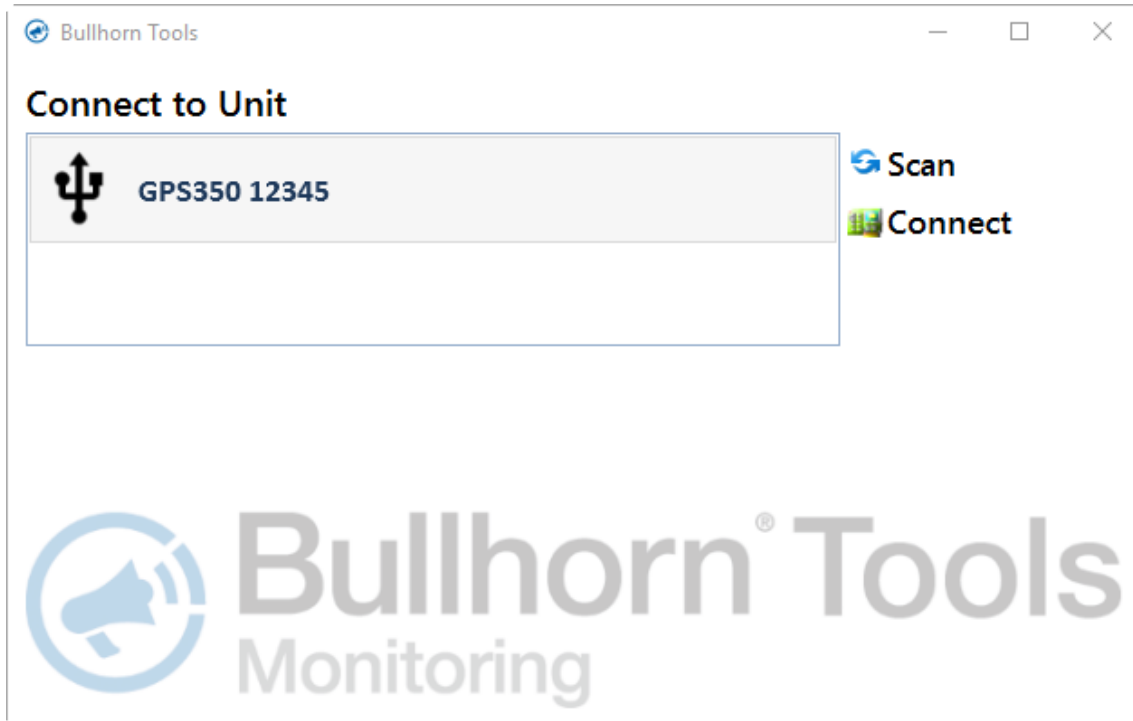 Bullhorn Tools
Connect to Unit
GPS350 12345
Scan
Connect
Bullhorn® Tools
Monitoring